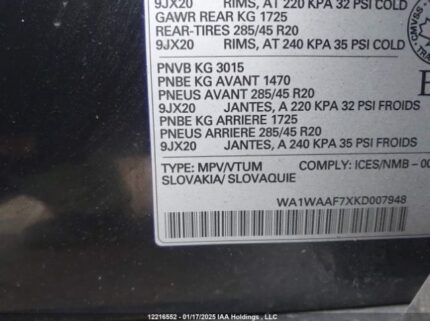 9JX20 RIMS, AT 220 KPA 32 PSI COLD
GAWR REAR KG 1725
REAR-TIRES 285/45 R20
9JX20 RIMS, AT 240 KPA 35 PSI COLD
PNVB KG 3015
PNBE KG AVANT 1470
PNEUS AVANT 285/45 R20
9JX20 JANTES, A 220 KPA 32 PSI FROIDS
PNBE KG ARRIERE 1725
PNEUS ARRIERE 285/45 R20
9JX20 JANTES, A 240 KPA 35 PSI FROIDS
TYPE: MPV/VTUM COMPLY: ICES/NMB-00
SLOVAKIA/ SLOVAQUIE
WA1WAAF7XKD007948
CMVSS
TRA
12216552 - 01/17/2025 IAA Holdings , LLC